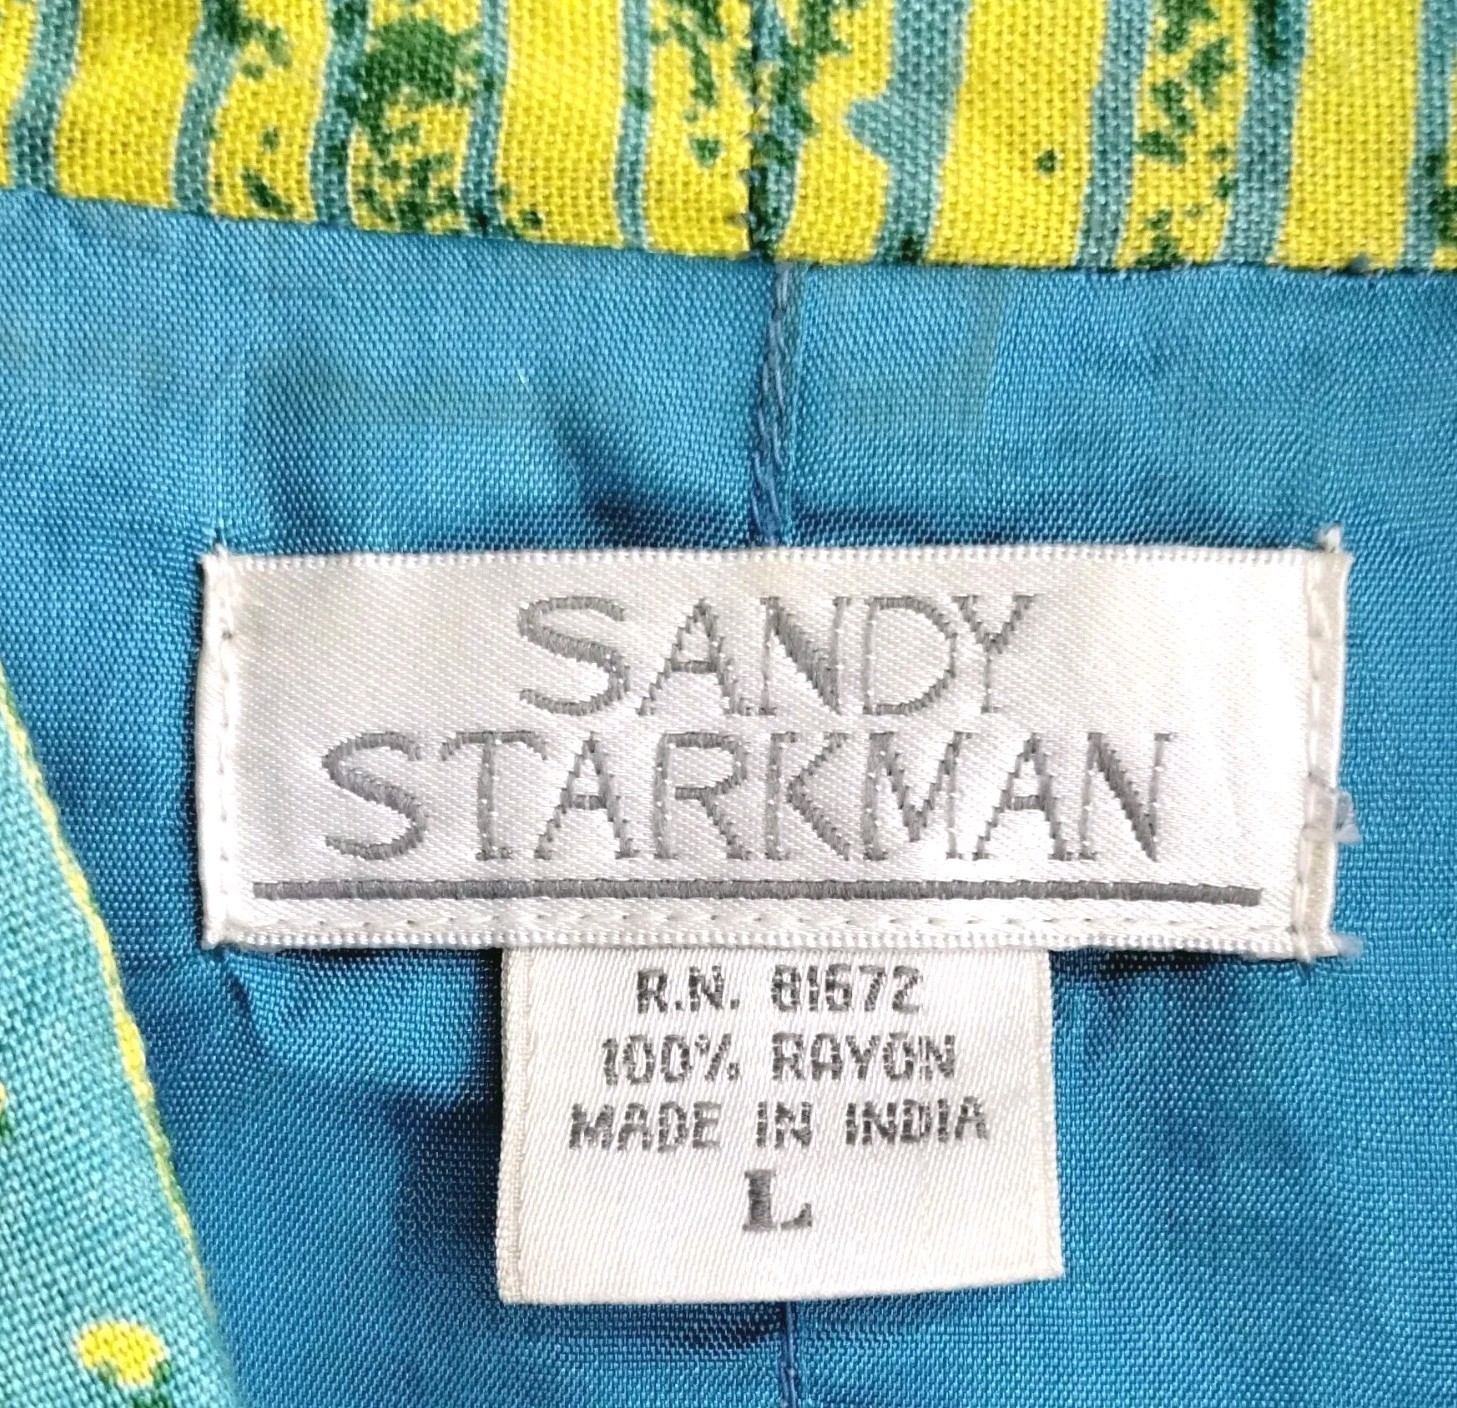 SANDY
STARKMAN
R.N. 81672
100% RAYON
MADE IN INDIA
L